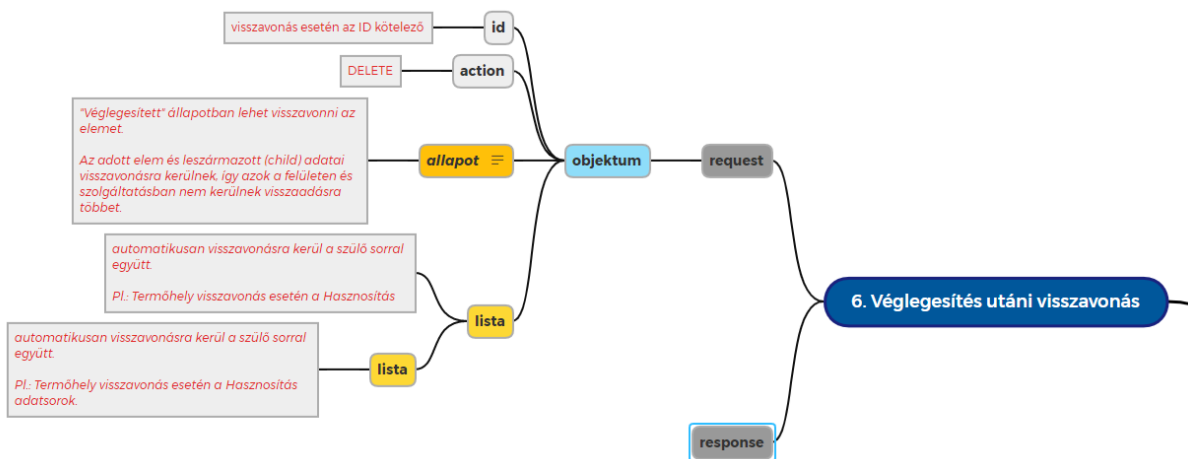 visszavonás esetén az ID kötelező
id
DELETE
action
"Véglegesített" állapotban lehet visszavonni az
elemet.
Az adott elem és leszármazott (child) adatai
visszavonásra kerülnek, így azok a felületen és
szolgáltatásban nem kerülnek visszaadásra
többet.
allapot
objektum
request
automatikusan visszavonásra kerül a szülő sorral
együtt.
Pl.: Termőhely visszavonás esetén a Hasznosítás
lista
automatikusan visszavonásra kerül a szülő sorral
együtt.
Pl.: Termőhely visszavonás esetén a Hasznosítás
adatsorok.
lista
6. Véglegesítés utáni visszavonás
response